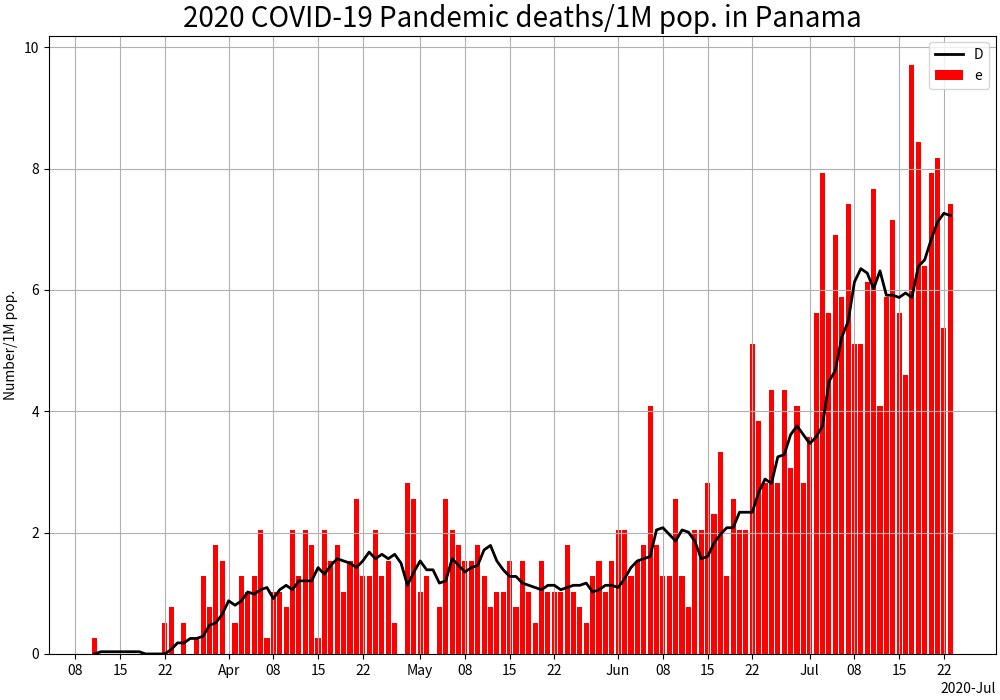 2020 COVID-19 Pandemic deaths/1M pop. in Panama
D
e
Number/1M pop.
10
8
6
4
2
0
08 15 22 Apr 08 15 22 May 08 15 22 Jun 08 15 22 Jul 08 15 22
2020-Jul